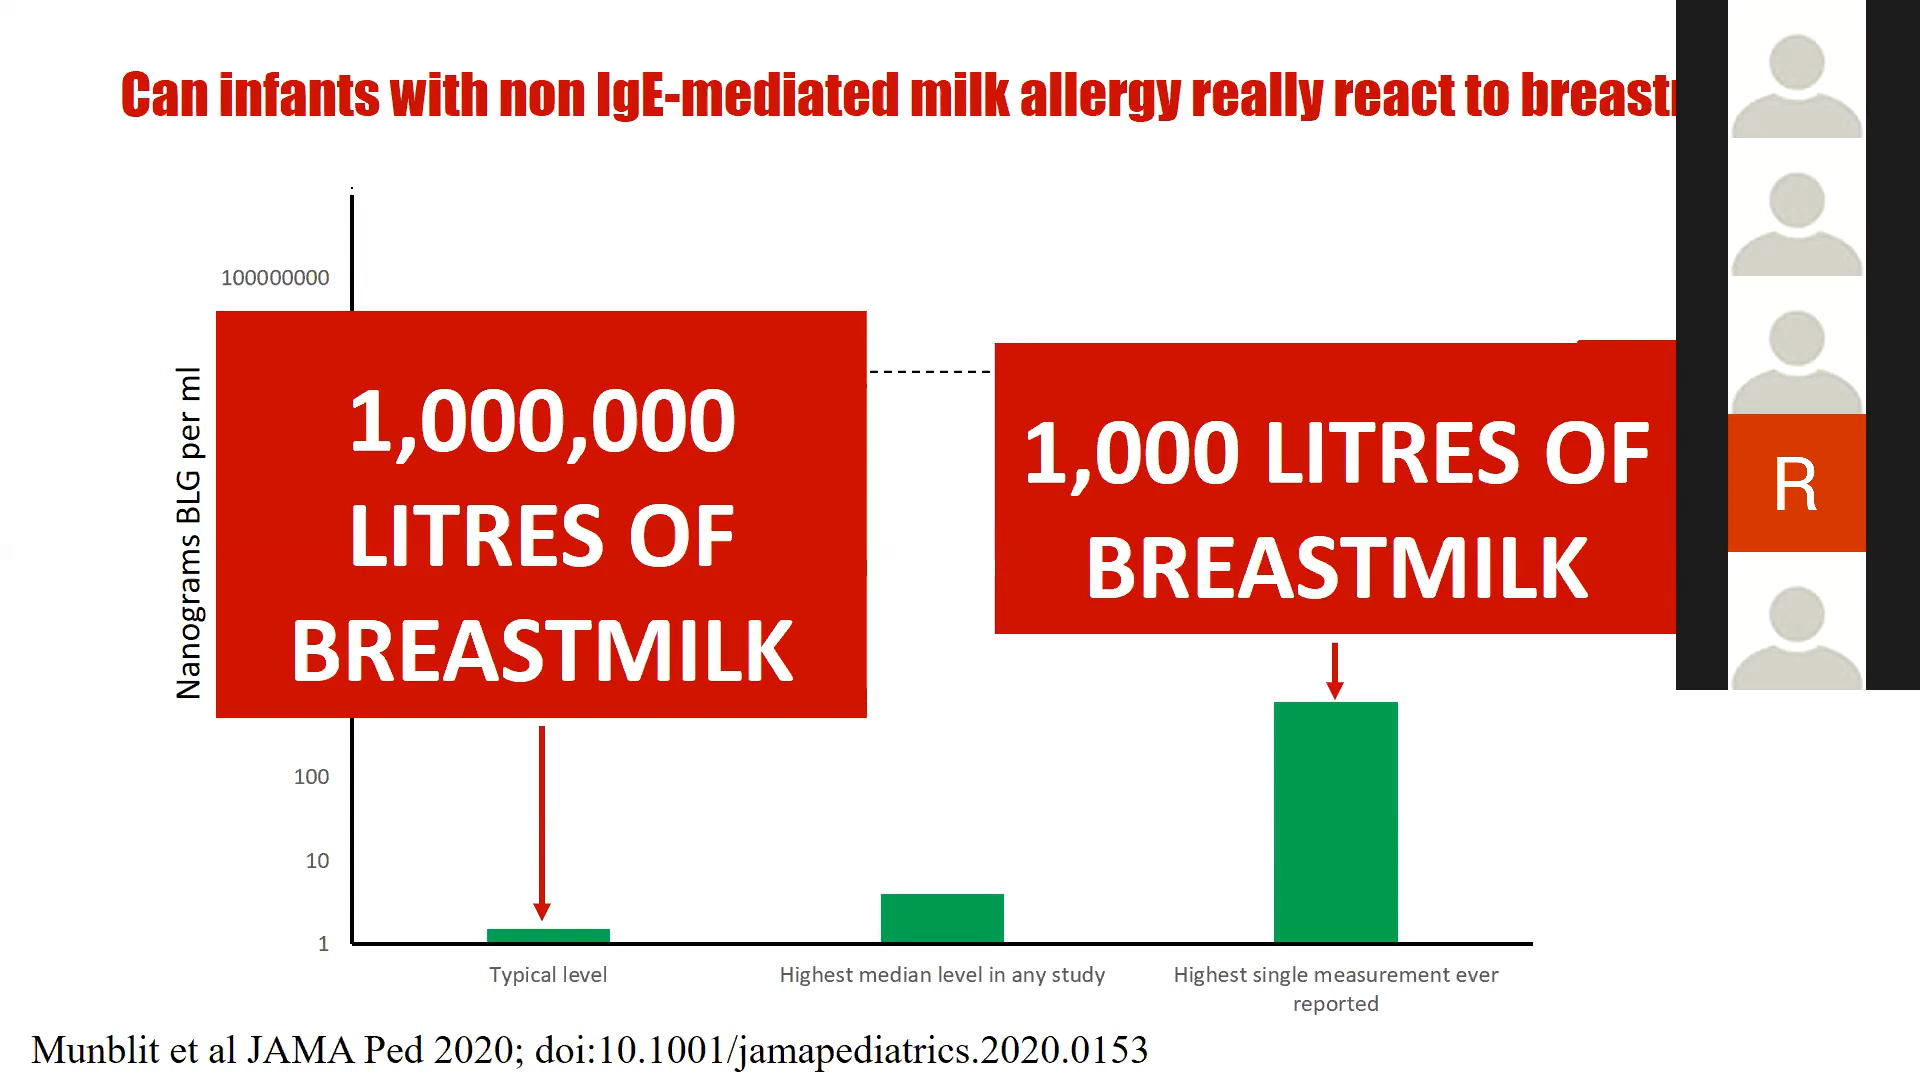 Can infants with non IgE-mediated milk allergy really react to
100000000
Nanograms BLG per ml
1,000,000
LITRES OF
BREASTMILK
1,000 LITRES OF
BREASTMILK
R
100
10
1
Typical level
Highest median level in any study
Highest single measurement ever
reported
Munblit et al JAMA Ped 2020; doi:10.1001/jamapediatrics.2020.0153